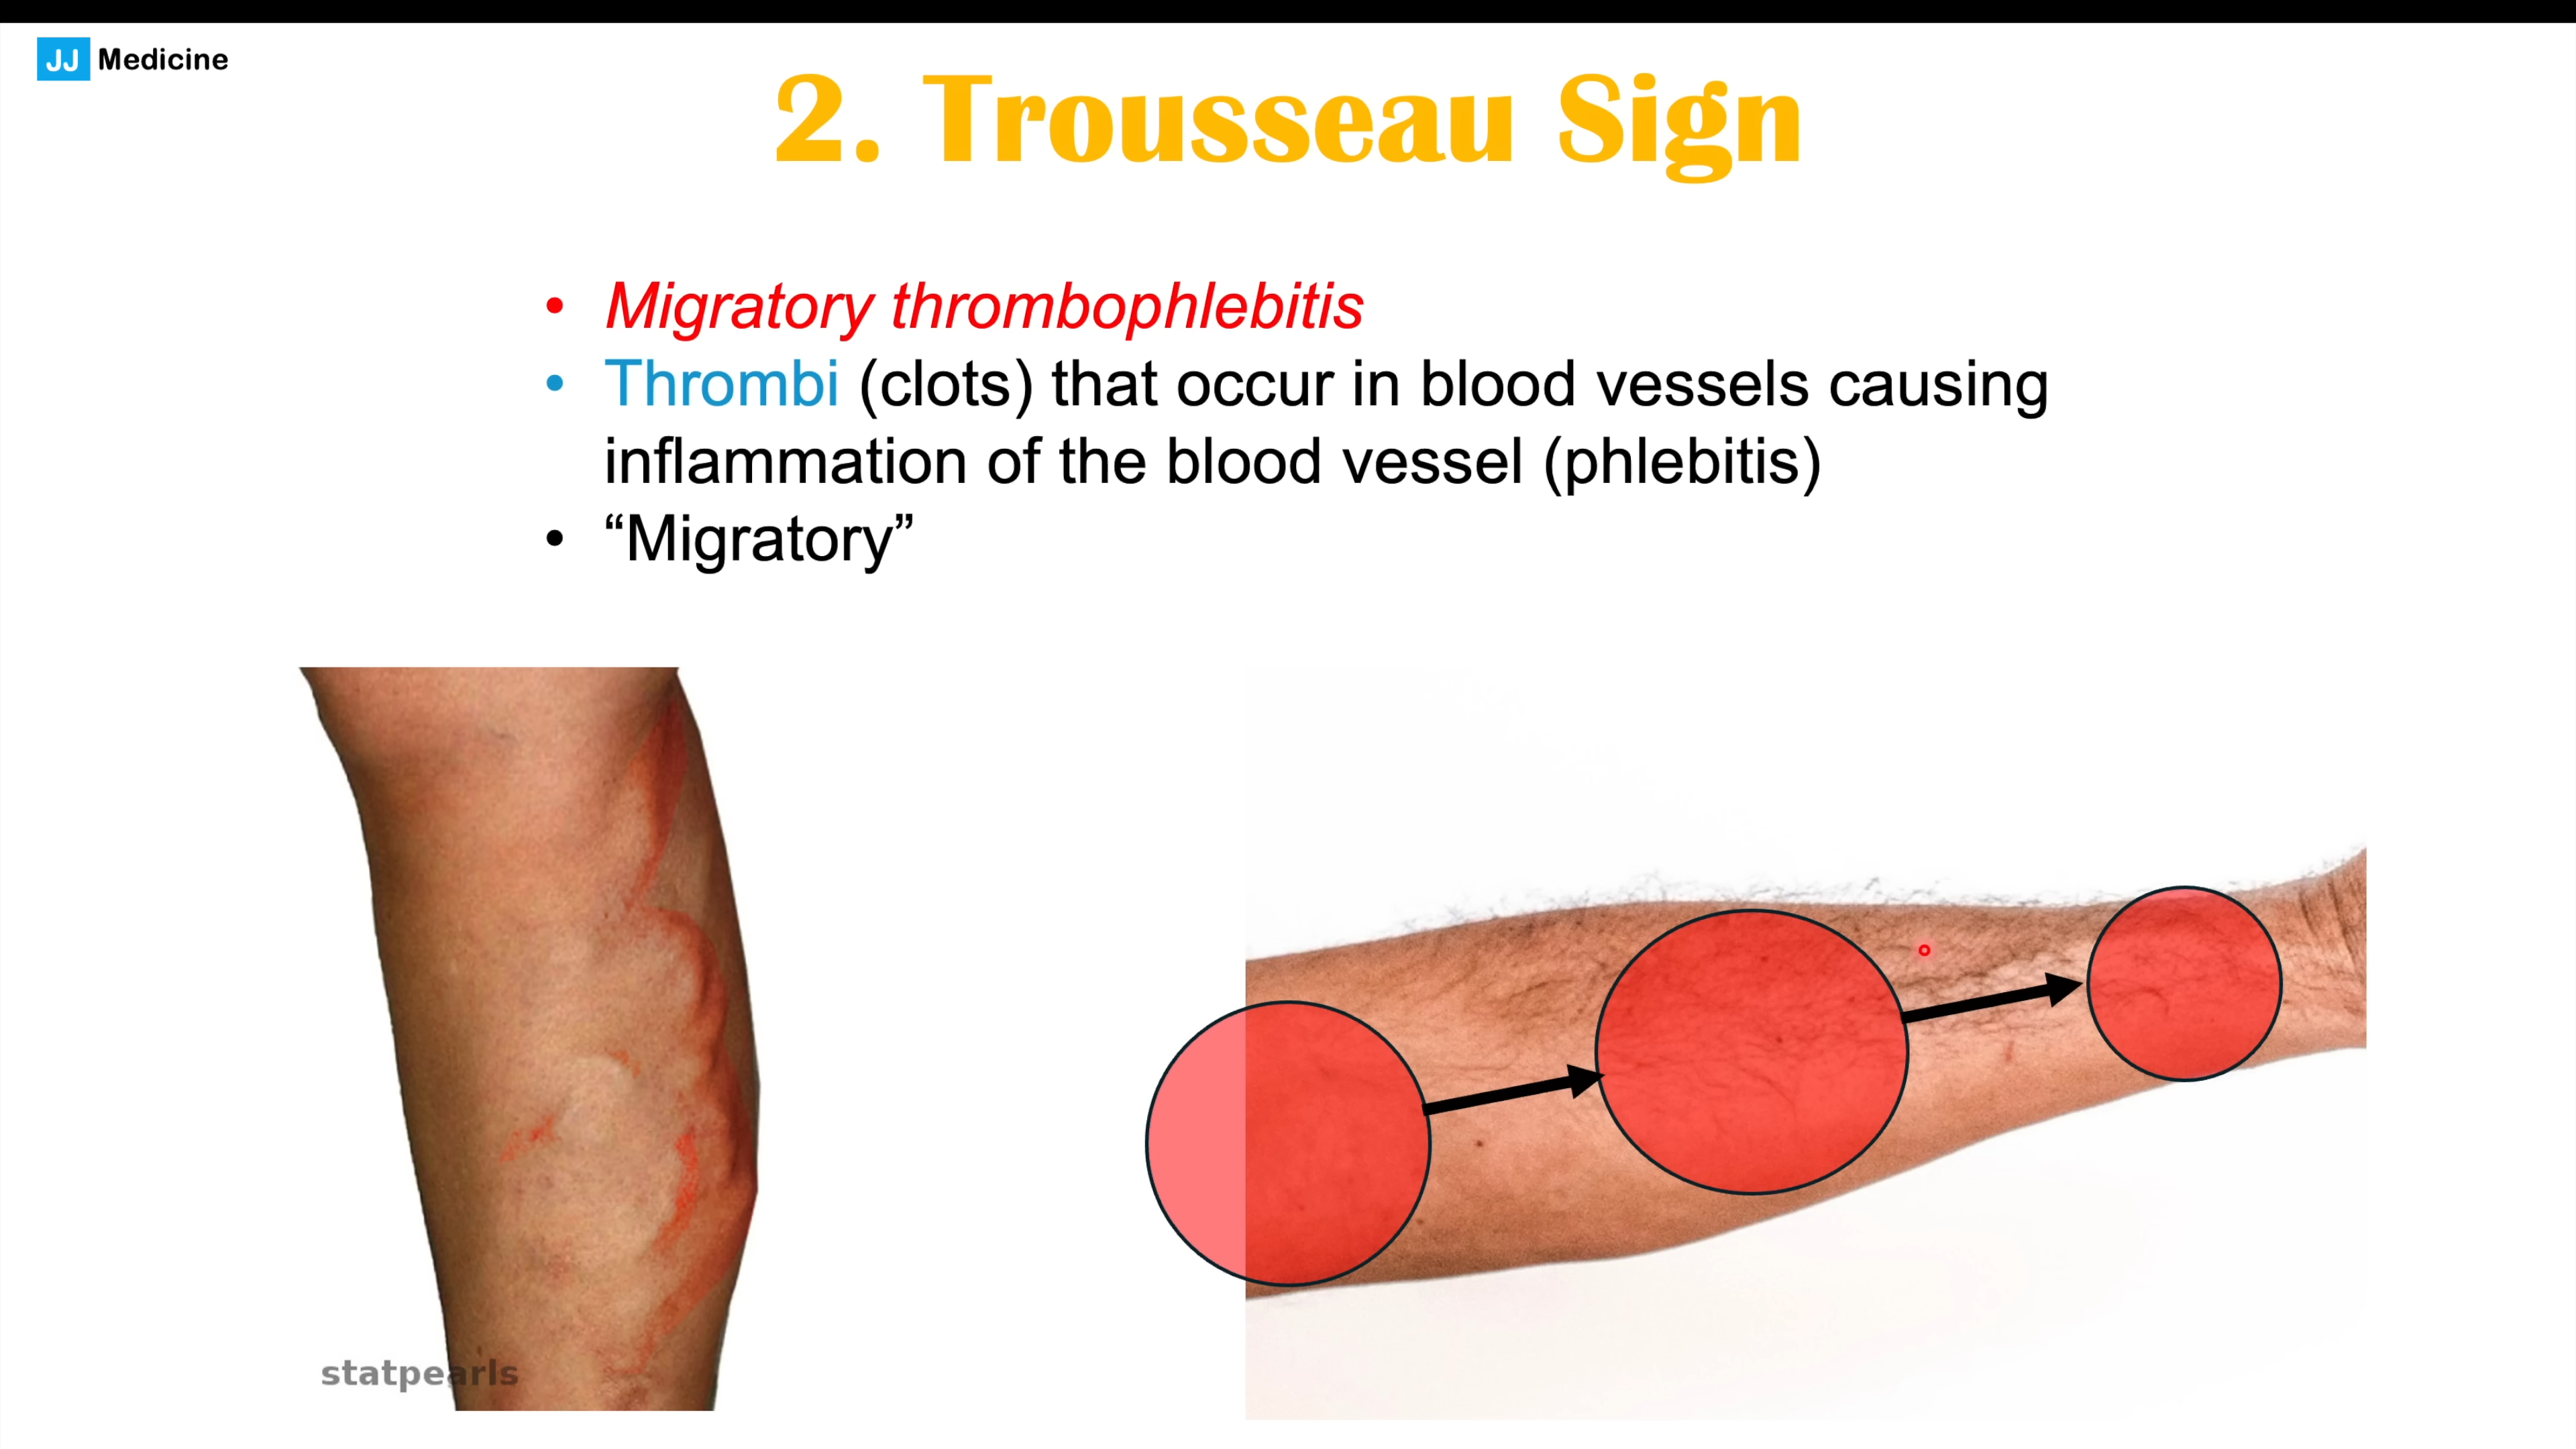 JJ Medicine
2. Trousseau Sign
• Migratory thrombophlebitis
• Thrombi (clots) that occur in blood vessels causing
inflammation of the blood vessel (phlebitis)
• “Migratory”
statpearls